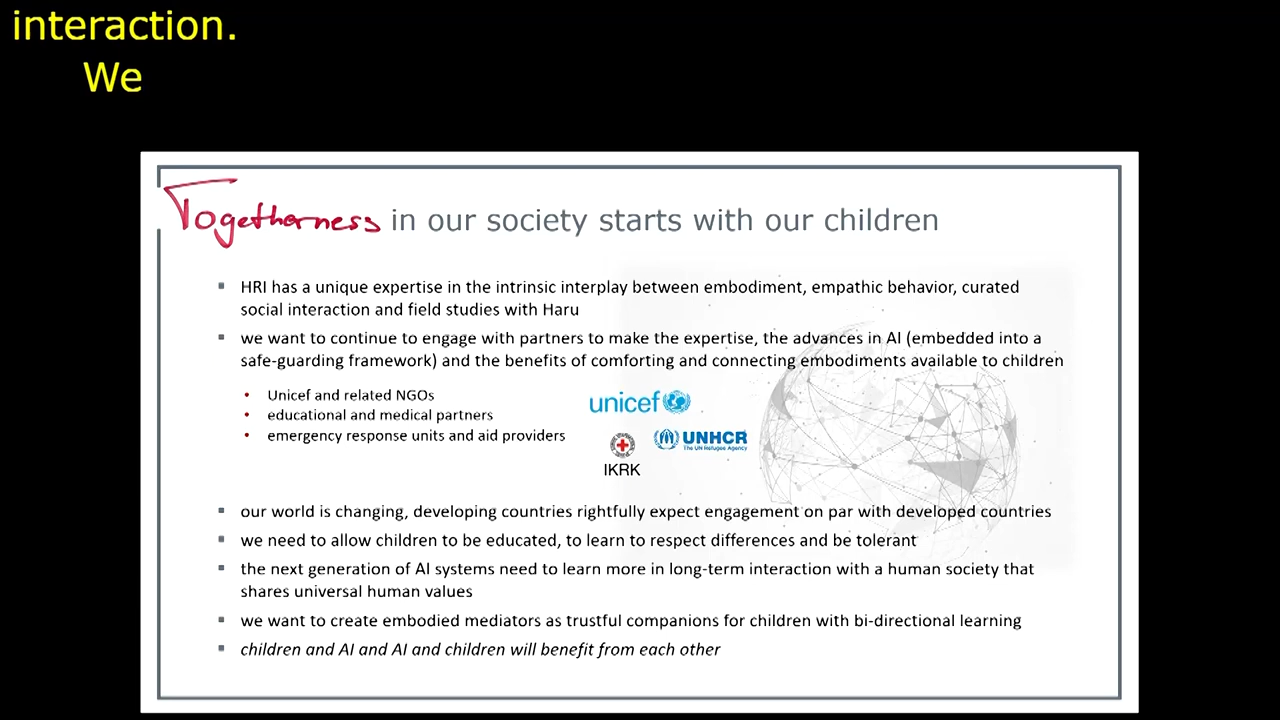 interaction.
We
Togetherness in our society starts with our children
▪ HRI has a unique expertise in the intrinsic interplay between embodiment, empathic behavior, curated
social interaction and field studies with Haru
▪ we want to continue to engage with partners to make the expertise, the advances in AI (embedded into a
safe-guarding framework) and the benefits of comforting and connecting embodiments available to children
• Unicef and related NGOs
• educational and medical partners
• emergency response units and aid providers
unicef
UNHCR
The UN Refugee Agency
IKRK
▪ our world is changing, developing countries rightfully expect engagement on par with developed countries
▪ we need to allow children to be educated, to learn to respect differences and be tolerant
▪ the next generation of AI systems need to learn more in long-term interaction with a human society that
shares universal human values
▪ we want to create embodied mediators as trustful companions for children with bi-directional learning
▪ children and AI and AI and children will benefit from each other